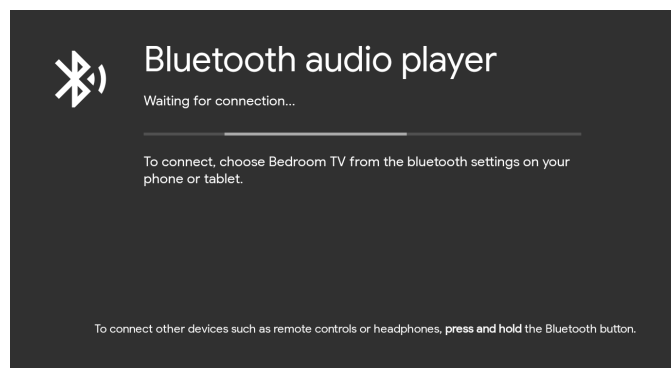 Bluetooth audio player
Waiting for connection...
To connect, choose Bedroom TV from the bluetooth settings on your
phone or tablet.
To connect other devices such as remote controls or headphones, press and hold the Bluetooth button.